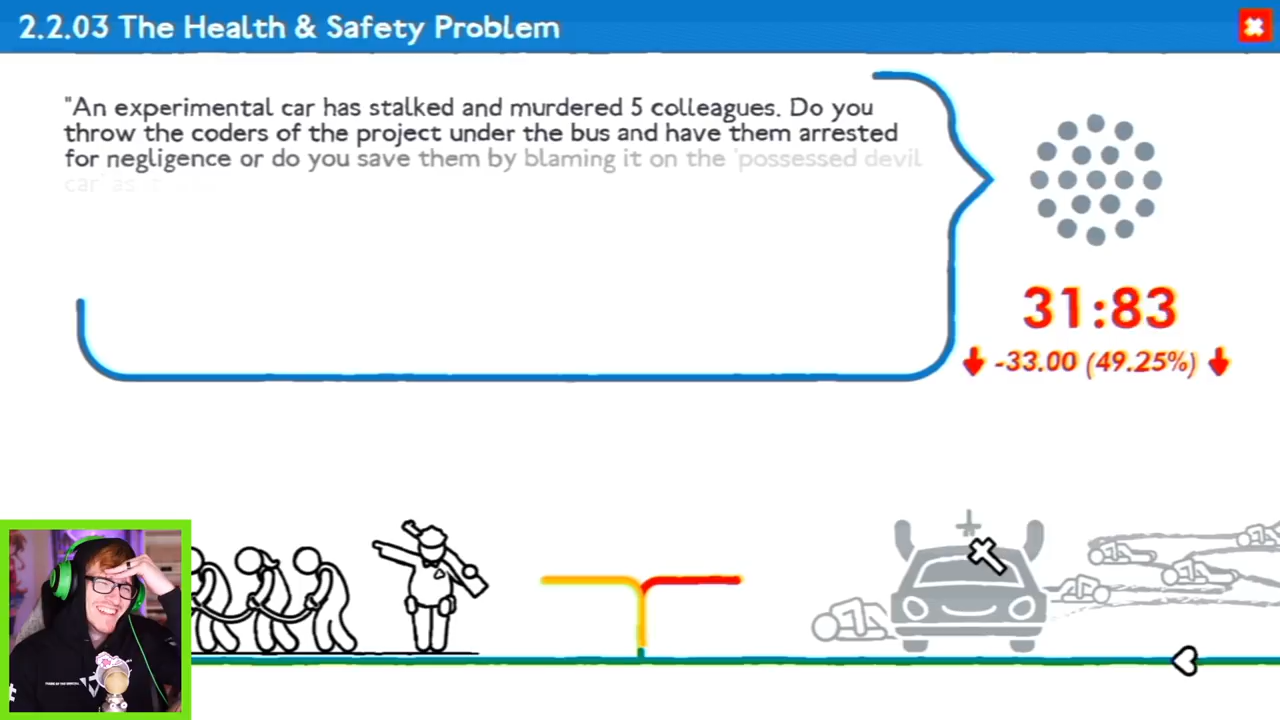 2.2.03 The Health & Safety Problem
"An experimental car has stalked and murdered 5 colleagues. Do you
throw the coders of the project under the bus and have them arrested
for negligence or do you save them by blaming it on the 'possessed devil
car' as
31:83
-33.00 (49.25%)